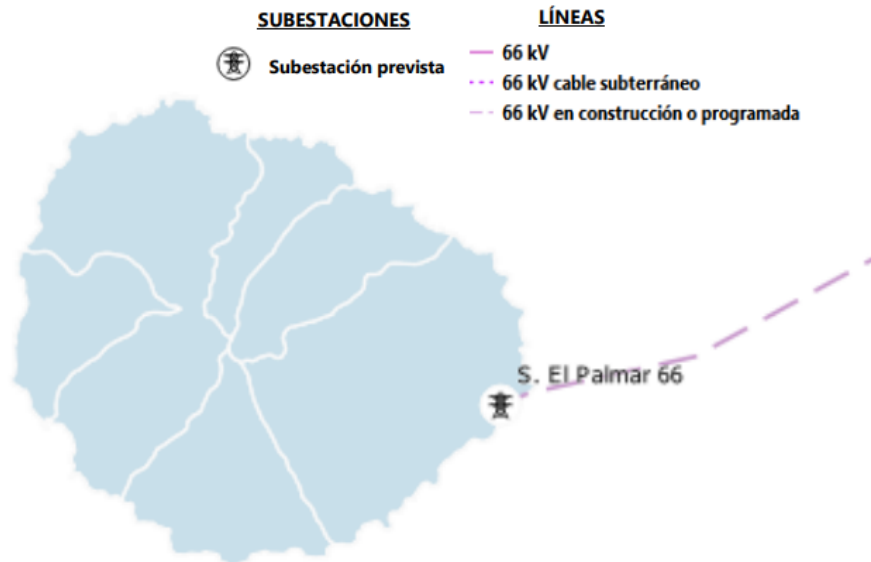 SUBESTACIONES
Subestación prevista
LÍNEAS
66 kV
66 kV cable subterráneo
66 kV en construcción o programada
S. El Palmar 66